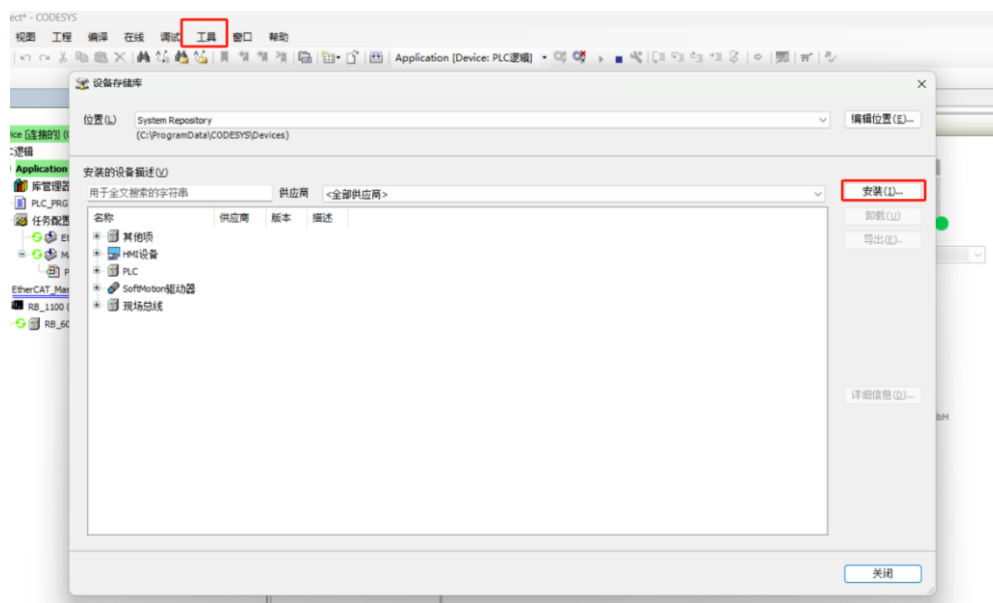 ect* - CODESYS
视图 工程 编译 在线 调试 工具 窗口 帮助
Application [Device: PLC逻辑]
设备存储库
位置(L) System Repository 编辑位置(E)...
(C:\ProgramData\CODESYS\Devices)
ice [连接的] (
C逻辑
Application
库管理器
PLC_PRG
任务配置
Et
M
P
EtherCAT_Mas
RB_1100 (
RB_60
安装的设备描述(V)
用于全文搜索的字符串 供应商 <全部供应商> 安装(I)...
名称 供应商 版本 描述 卸载(U)
其他项 导出(E)...
HMI设备
PLC
SoftMotion驱动器
现场总线
详细信息(D)...
bH
关闭